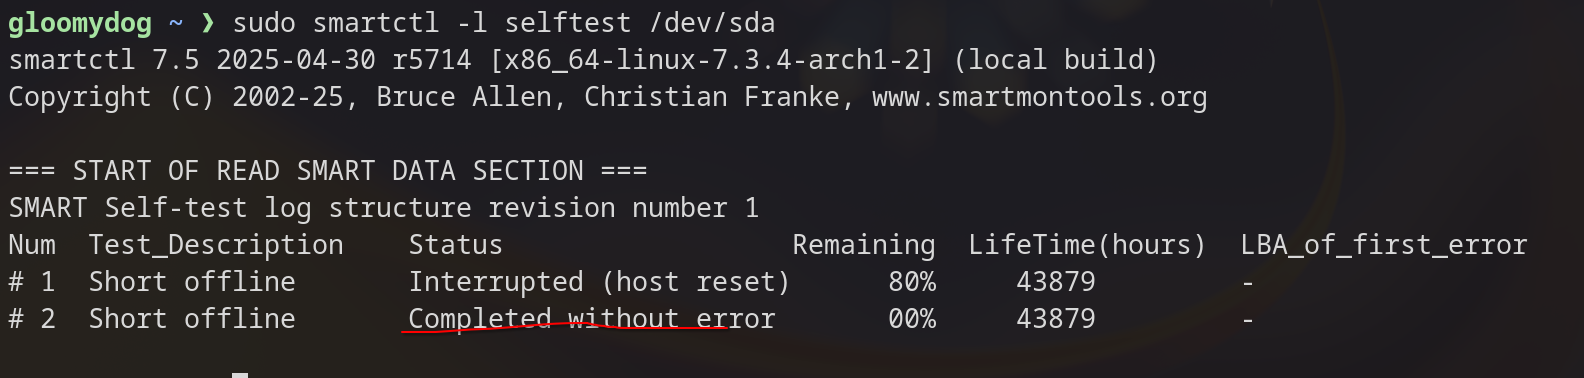 gloomydog ~ ❯ sudo smartctl -l selftest /dev/sda
smartctl 7.5 2025-04-30 r5714 [x86_64-linux-7.3.4-arch1-2] (local build)
Copyright (C) 2002-25, Bruce Allen, Christian Franke, www.smartmontools.org
=== START OF READ SMART DATA SECTION ===
SMART Self-test log structure revision number 1
Num  Test_Description    Status                  Remaining  LifeTime(hours)  LBA_of_first_error
# 1  Short offline       Interrupted (host reset)      80%     43879         -
# 2  Short offline       Completed without error       00%     43879         -